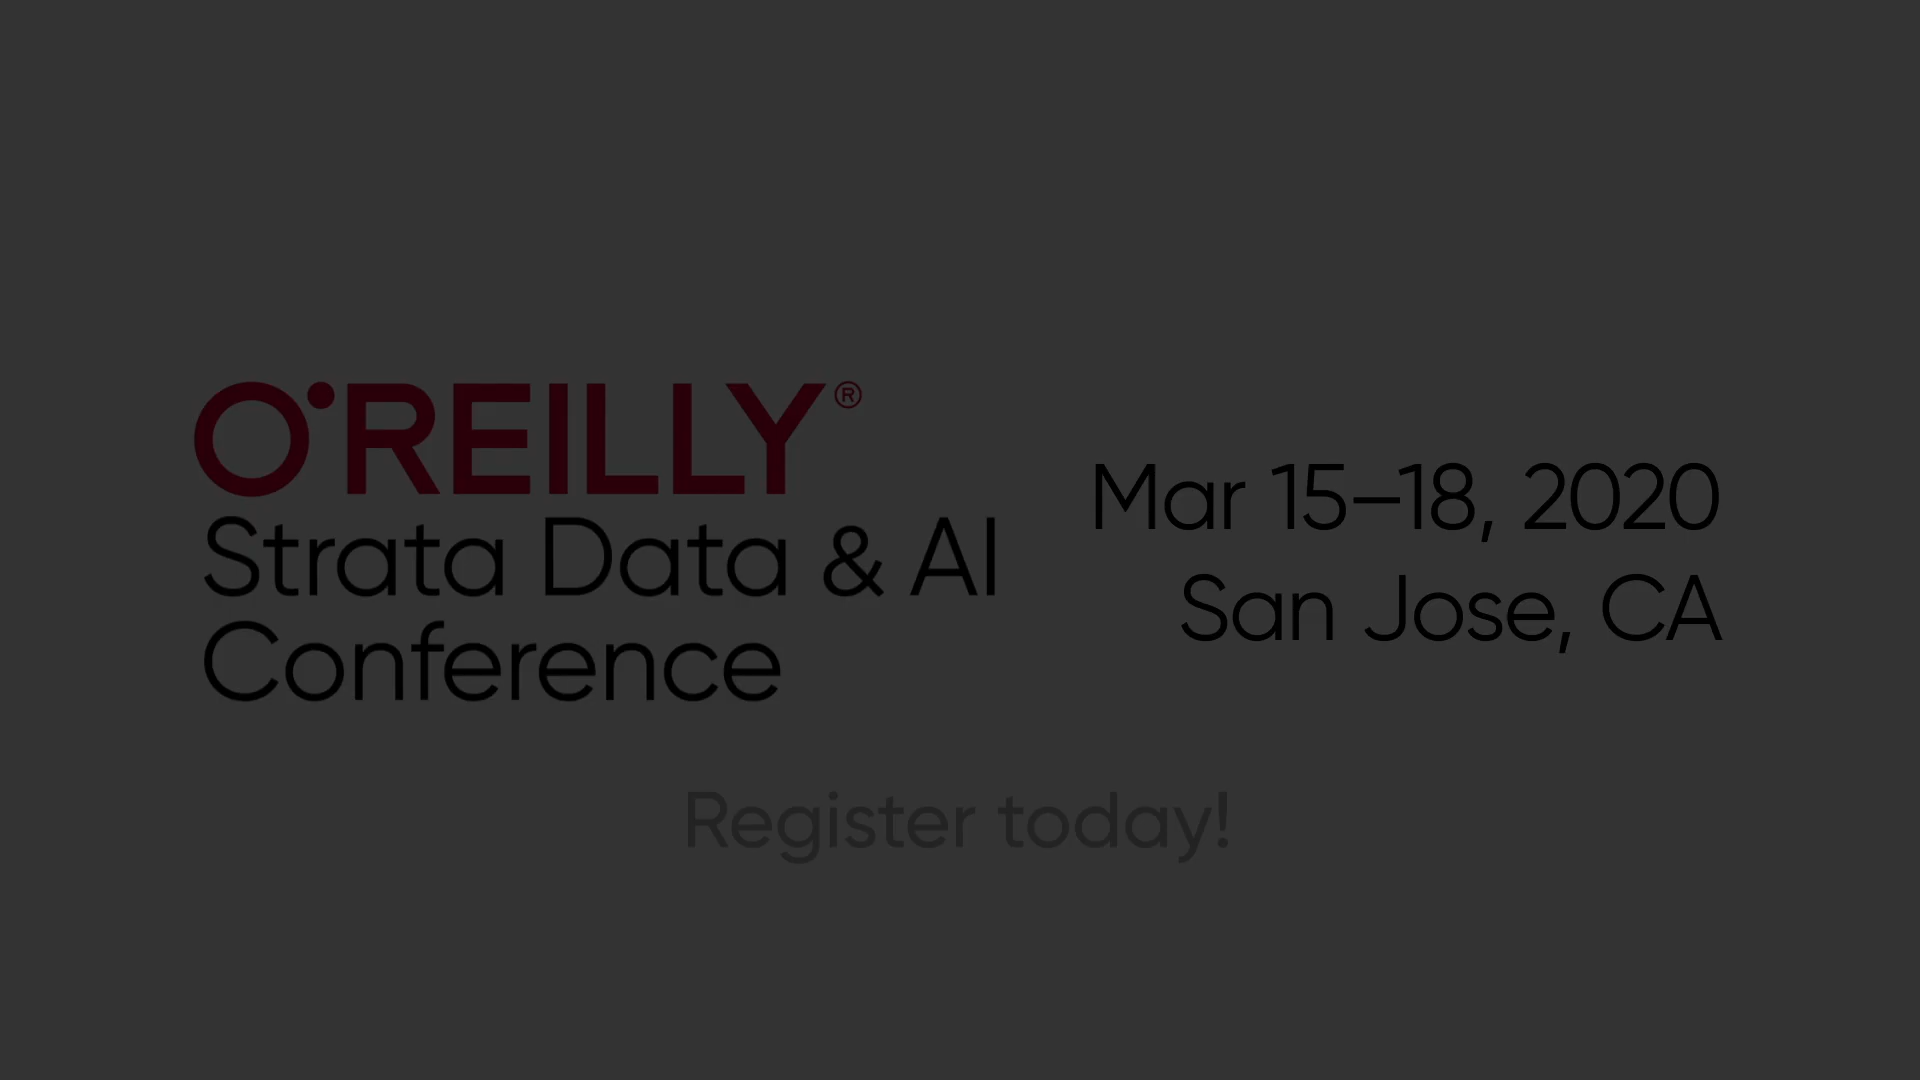 O'REILLY®
Strata Data & AI
Conference
Mar 15–18, 2020
San Jose, CA
Register today!